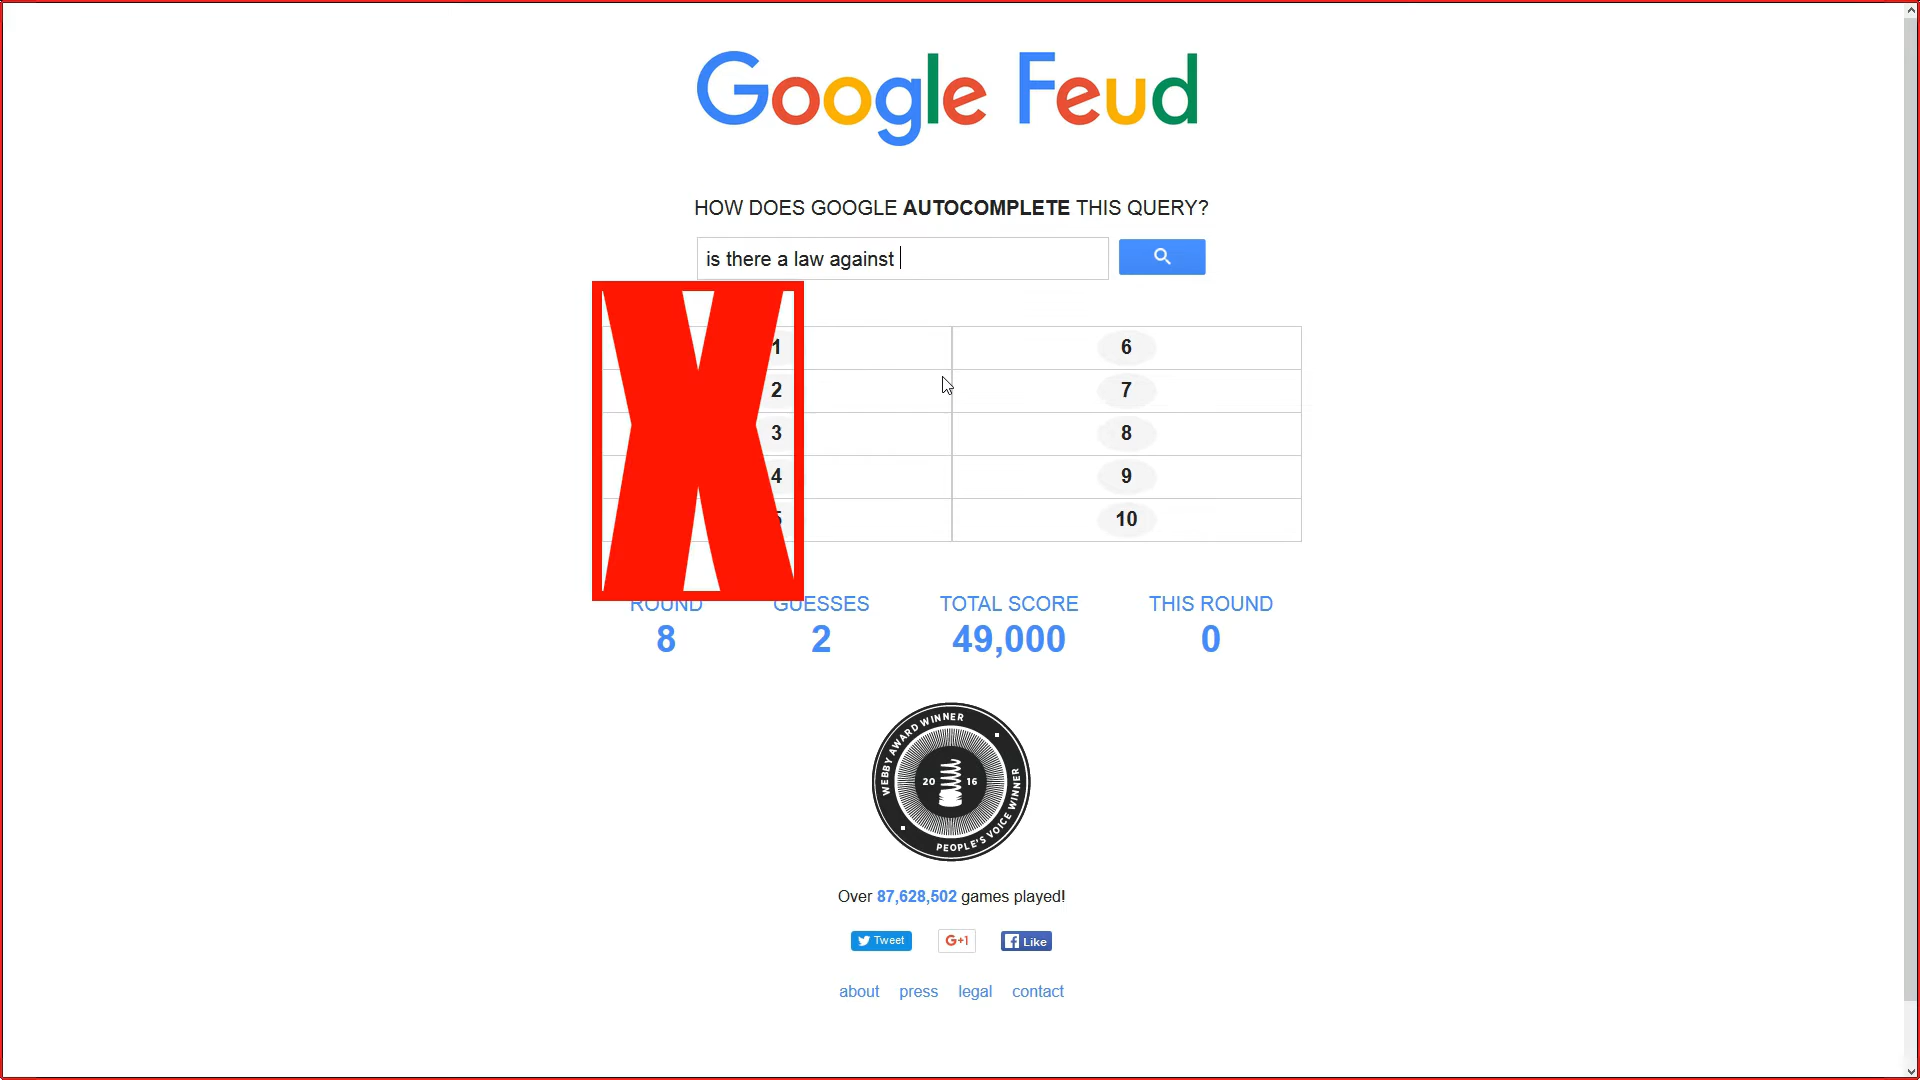 Google Feud
HOW DOES GOOGLE AUTOCOMPLETE THIS QUERY?
is there a law against
X
1 6
2 7
3 8
4 9
5 10
ROUND GUESSES TOTAL SCORE THIS ROUND
8 2 49,000 0
WEBBY AWARD WINNER
20 16
PEOPLE'S VOICE WINNER
Over 87,628,502 games played!
Tweet G+1 Like
about press legal contact